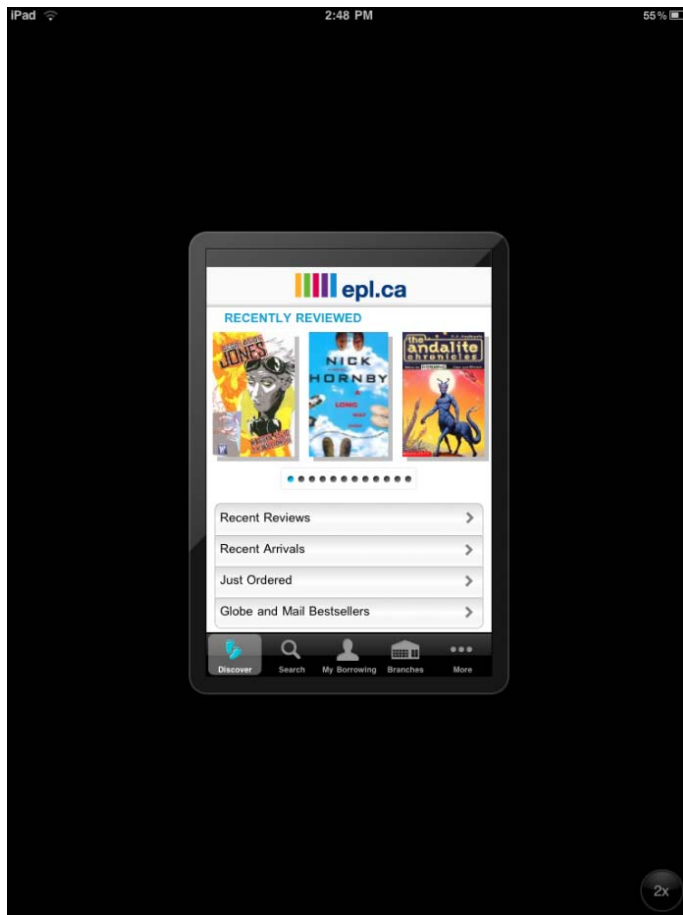 iPad 2:48 PM 55%
epl.ca
RECENTLY REVIEWED
JONES
NICK
HORNBY
A
LONG
WAY
DOWN
the
andalite
chronicles
Recent Reviews
Recent Arrivals
Just Ordered
Globe and Mail Bestsellers
Discover Search My Borrowing Branches More
2x